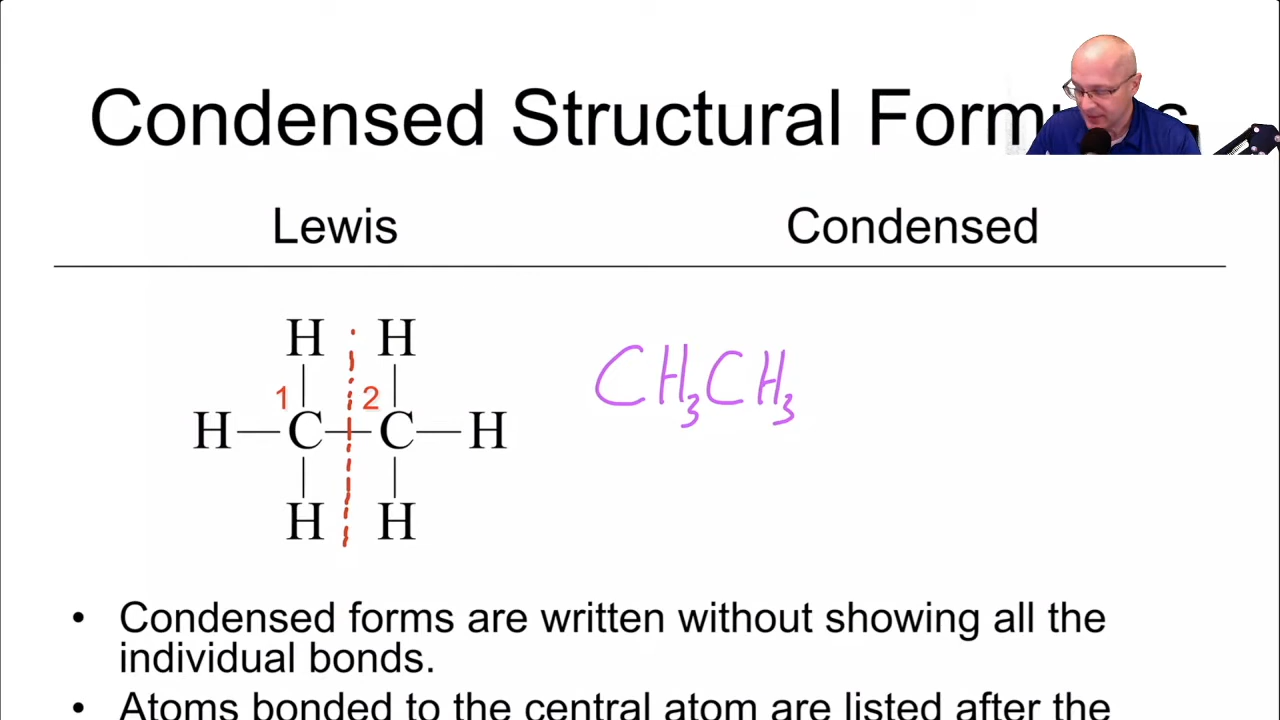 Condensed Structural Form s
Lewis Condensed
H H
1 2
H C C H
H H
CH₃CH₃
• Condensed forms are written without showing all the
individual bonds.
• Atoms bonded to the central atom are listed after the